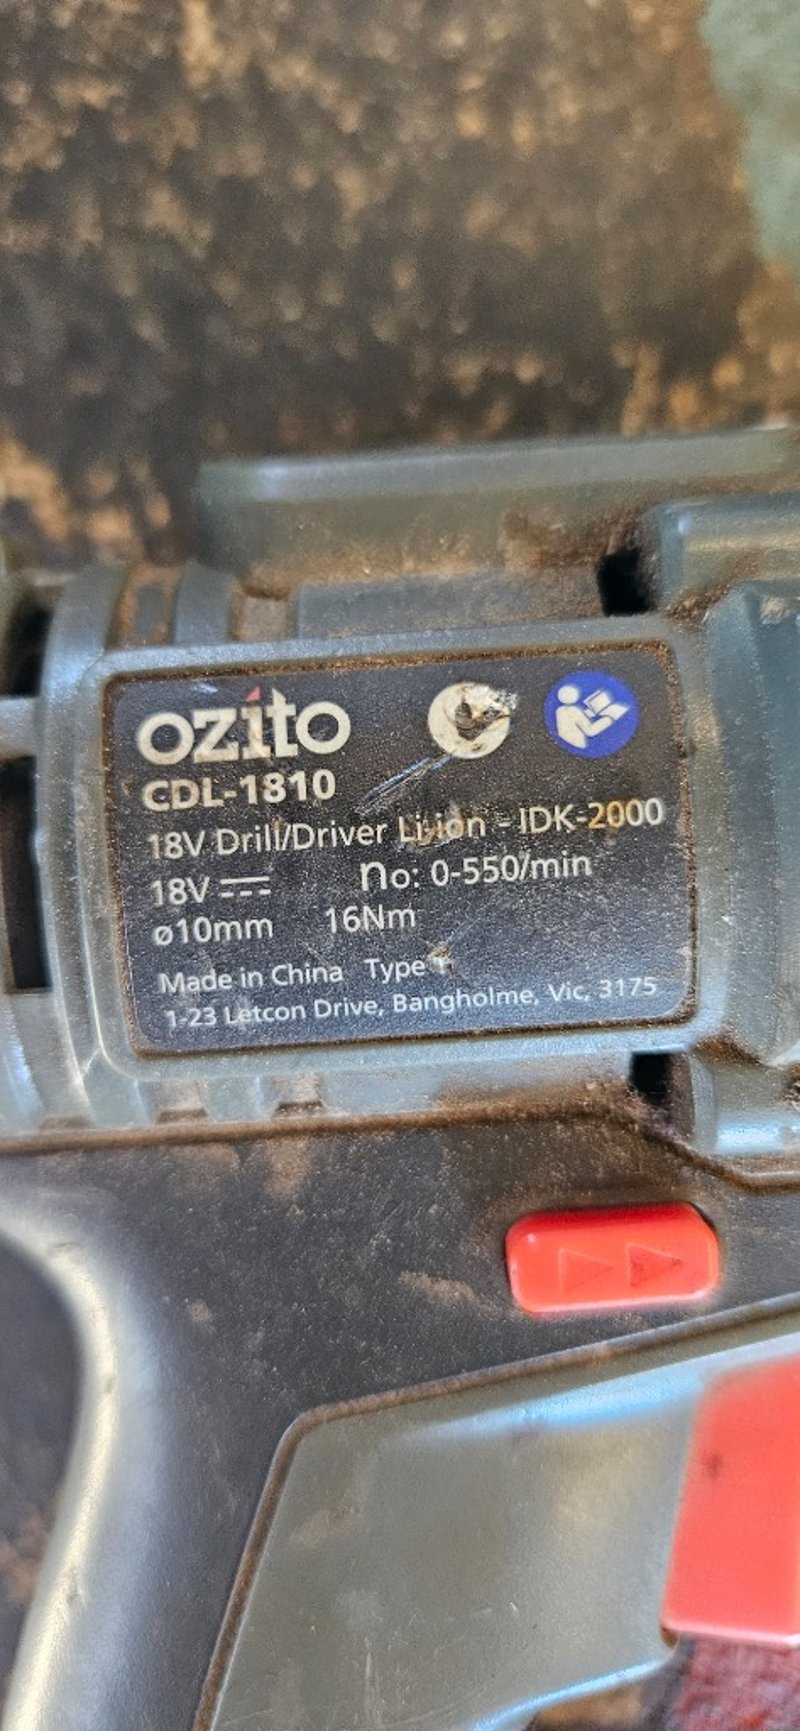 ozito
CDL-1810
18V Drill/Driver Li-ion - IDK-2000
18V no: 0-550/min
ø10mm 16Nm
Made in China Type
1-23 Letcon Drive, Bangholme, Vic, 3175